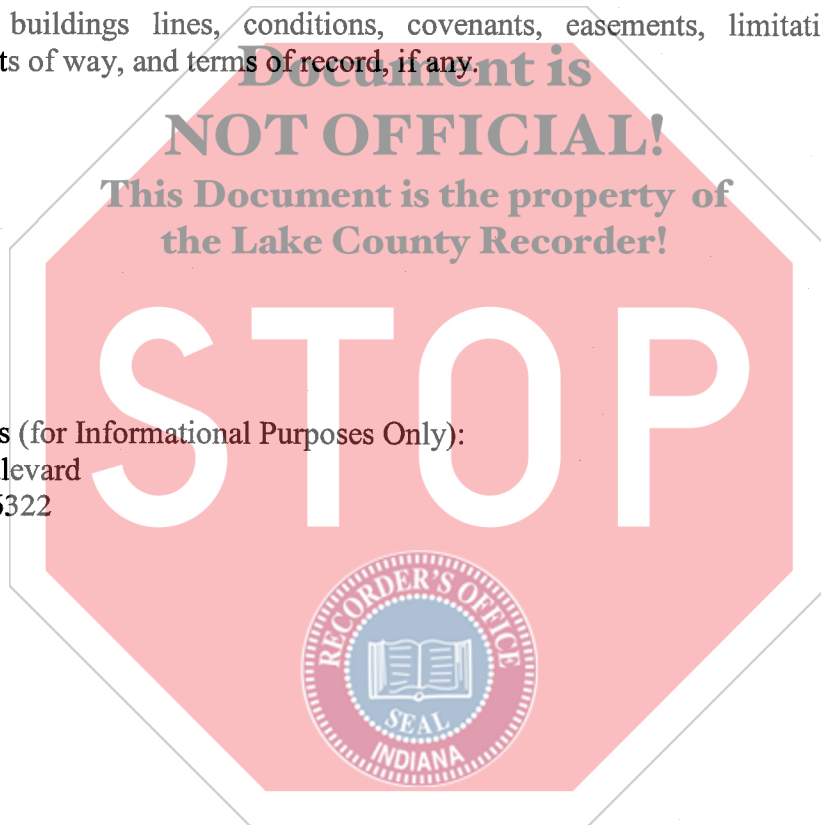 buildings lines, conditions, covenants, easements, limitati
ts of way, and terms of record, if any.
Document is
NOT OFFICIAL!
This Document is the property of
the Lake County Recorder!
STOP
s (for Informational Purposes Only):
levard
6322
RECORDER'S OFFICE
SEAL
INDIANA